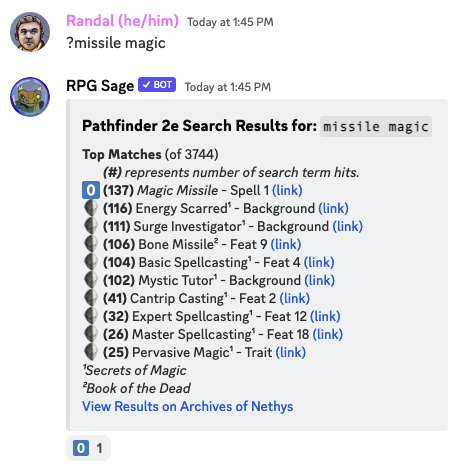 Randal (he/him) Today at 1:45 PM
?missile magic
RPG Sage ✓ BOT Today at 1:45 PM
Pathfinder 2e Search Results for: missile magic
Top Matches (of 3744)
(#) represents number of search term hits.
0 (137) Magic Missile - Spell 1 (link)
(116) Energy Scarred¹ - Background (link)
(111) Surge Investigator¹ - Background (link)
(106) Bone Missile² - Feat 9 (link)
(104) Basic Spellcasting¹ - Feat 4 (link)
(102) Mystic Tutor¹ - Background (link)
(41) Cantrip Casting¹ - Feat 2 (link)
(32) Expert Spellcasting¹ - Feat 12 (link)
(26) Master Spellcasting¹ - Feat 18 (link)
(25) Pervasive Magic¹ - Trait (link)
¹Secrets of Magic
²Book of the Dead
View Results on Archives of Nethys
0 1